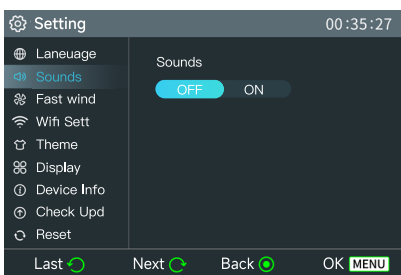 Setting 00:35:27
Laneuage
Sounds
Fast wind
Wifi Sett
Theme
Display
Device Info
Check Upd
Reset
Sounds
OFF ON
Last Next Back OK MENU